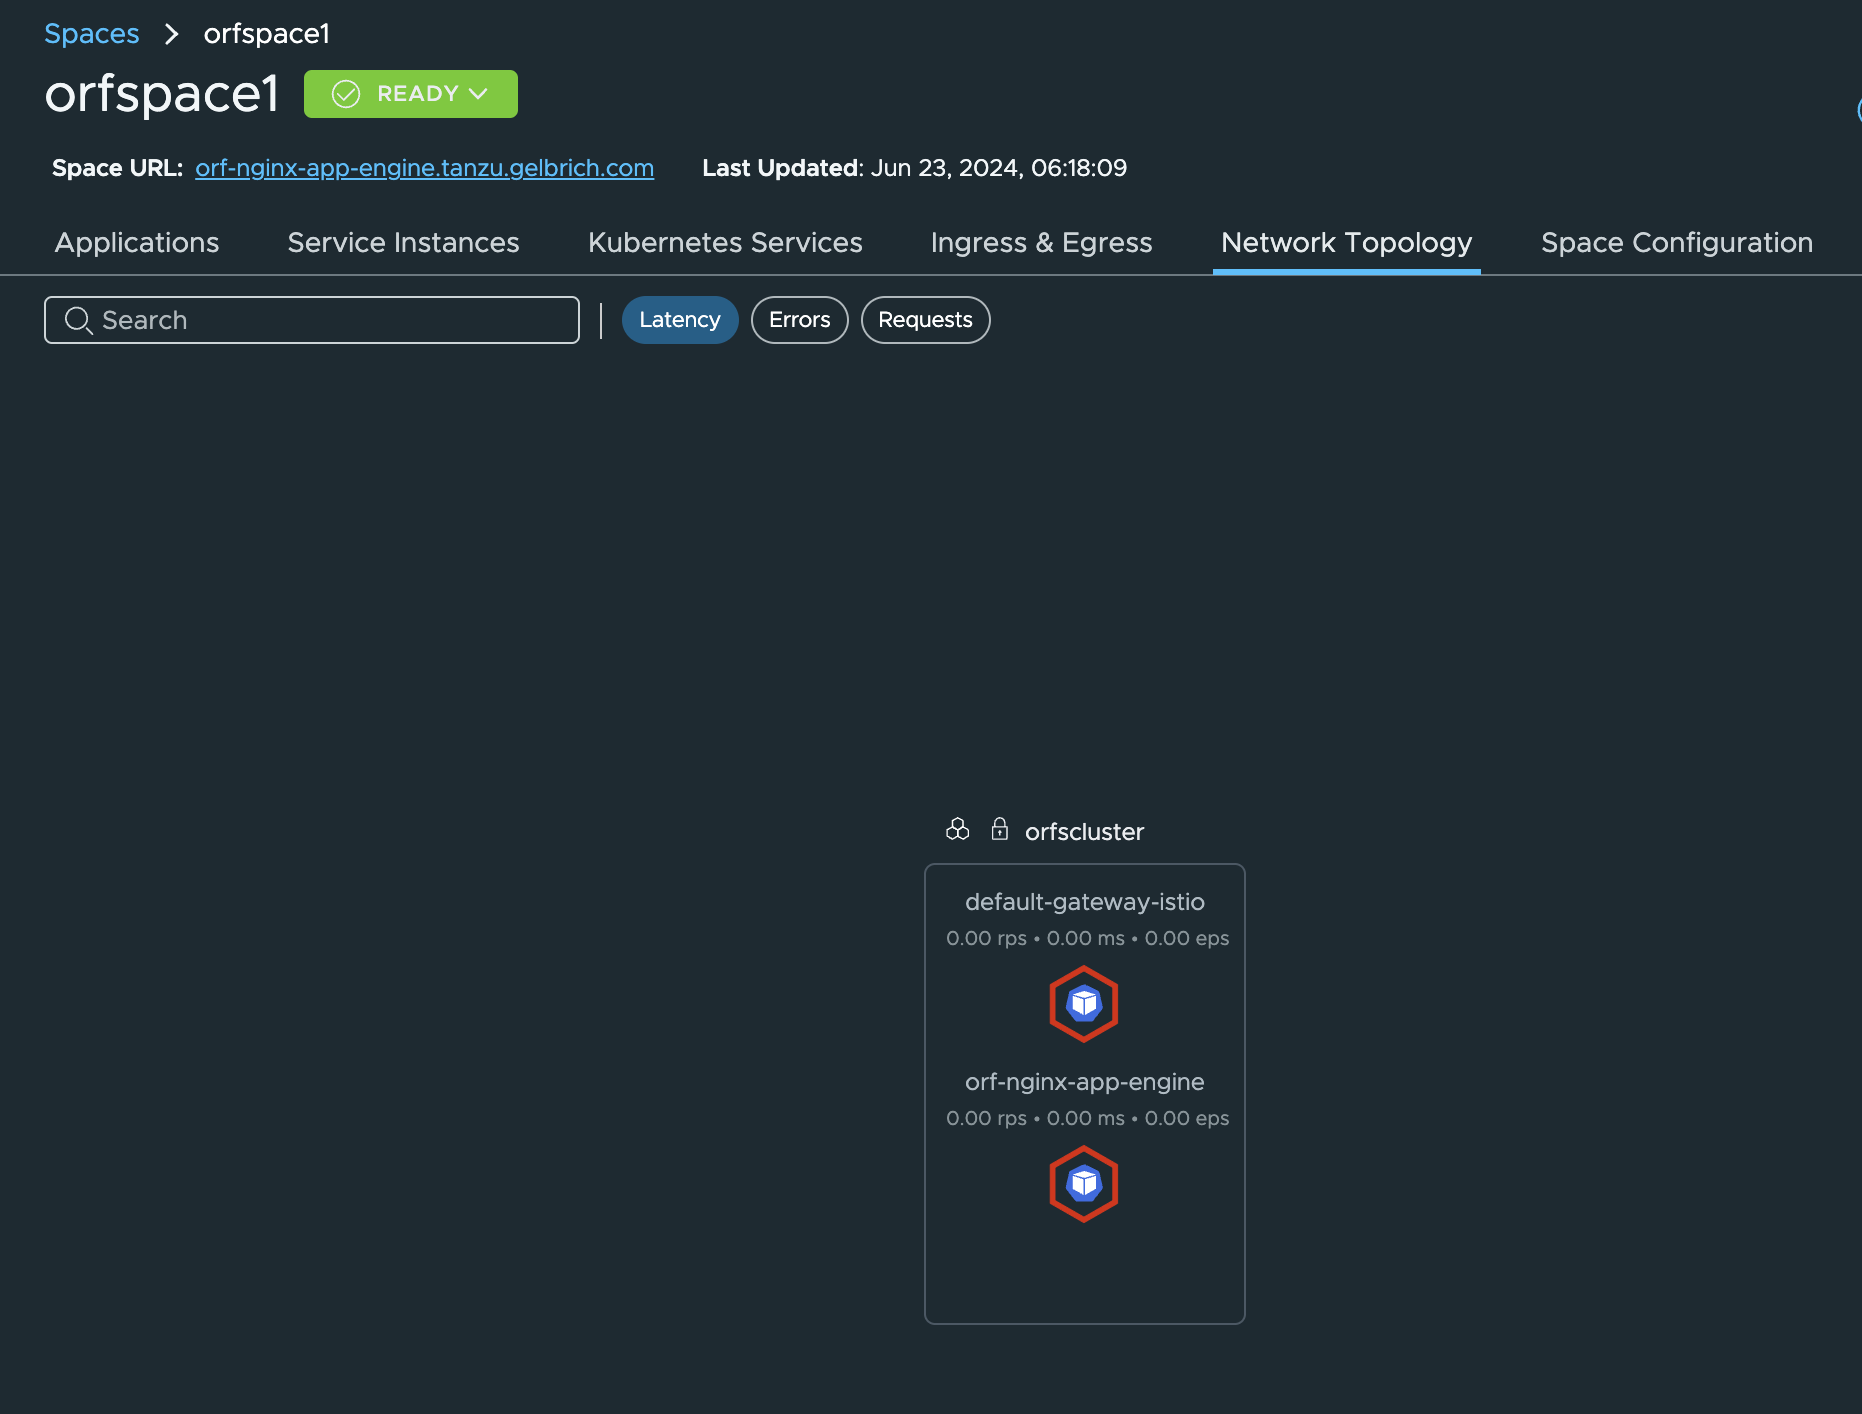 Spaces > orfspace1
orfspace1 READY
Space URL: orf-nginx-app-engine.tanzu.gelbrich.com Last Updated: Jun 23, 2024, 06:18:09
Applications Service Instances Kubernetes Services Ingress & Egress Network Topology Space Configuration
Search Latency Errors Requests
orfscluster
default-gateway-istio
0.00 rps • 0.00 ms • 0.00 eps
orf-nginx-app-engine
0.00 rps • 0.00 ms • 0.00 eps